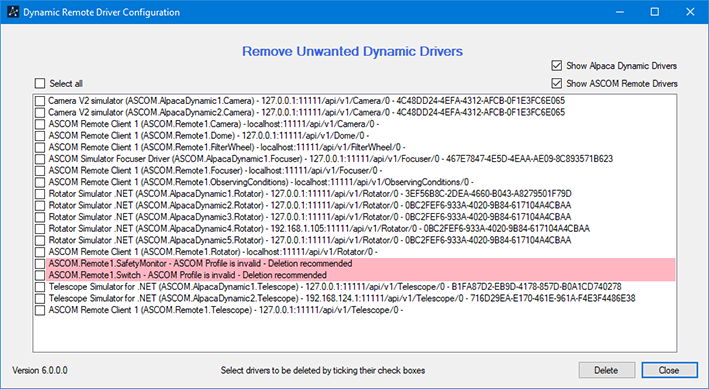 Dynamic Remote Driver Configuration
Remove Unwanted Dynamic Drivers
Show Alpaca Dynamic Drivers
Select all
Show ASCOM Remote Drivers
Camera V2 simulator (ASCOM.AlpacaDynamic1.Camera) - 127.0.0.1:11111/api/v1/Camera/0 - 4C48DD24-4EFA-4312-AFCB-0F1E3FC6E065
Camera V2 simulator (ASCOM.AlpacaDynamic2.Camera) - 127.0.0.1:11111/api/v1/Camera/0 - 4C48DD24-4EFA-4312-AFCB-0F1E3FC6E065
ASCOM Remote Client 1 (ASCOM.Remote1.Camera) - localhost:11111/api/v1/Camera/0 -
ASCOM Remote Client 1 (ASCOM.Remote1.Dome) - 127.0.0.1:11111/api/v1/Dome/0 -
ASCOM Remote Client 1 (ASCOM.Remote1.FilterWheel) - localhost:11111/api/v1/FilterWheel/0 -
ASCOM Simulator Focuser Driver (ASCOM.AlpacaDynamic1.Focuser) - 127.0.0.1:11111/api/v1/Focuser/0 - 467E7847-4E5D-4EAA-AE09-8C893571B623
ASCOM Remote Client 1 (ASCOM.Remote1.Focuser) - localhost:11111/api/v1/Focuser/0 -
ASCOM Remote Client 1 (ASCOM.Remote1.ObservingConditions) - localhost:11111/api/v1/ObservingConditions/0 -
Rotator Simulator .NET (ASCOM.AlpacaDynamic1.Rotator) - 127.0.0.1:11111/api/v1/Rotator/0 - 3EF56B8C-2DEA-4660-B043-A8279501F79D
Rotator Simulator .NET (ASCOM.AlpacaDynamic2.Rotator) - 127.0.0.1:11111/api/v1/Rotator/0 - 0BC2FEF6-933A-4020-9B84-617104A4CBAA
Rotator Simulator .NET (ASCOM.AlpacaDynamic3.Rotator) - 127.0.0.1:11111/api/v1/Rotator/0 - 0BC2FEF6-933A-4020-9B84-617104A4CBAA
Rotator Simulator .NET (ASCOM.AlpacaDynamic4.Rotator) - 192.168.1.105:11111/api/v1/Rotator/0 - 0BC2FEF6-933A-4020-9B84-617104A4CBAA
Rotator Simulator .NET (ASCOM.AlpacaDynamic5.Rotator) - 127.0.0.1:11111/api/v1/Rotator/0 - 0BC2FEF6-933A-4020-9B84-617104A4CBAA
ASCOM Remote Client 1 (ASCOM.Remote1.Rotator) - localhost:11111/api/v1/Rotator/0 -
ASCOM.Remote1.SafetyMonitor - ASCOM Profile is invalid - Deletion recommended
ASCOM.Remote1.Switch - ASCOM Profile is invalid - Deletion recommended
Telescope Simulator for .NET (ASCOM.AlpacaDynamic1.Telescope) - 127.0.0.1:11111/api/v1/Telescope/0 - B1FA87D2-EB9D-4178-857D-B0A1CD740278
Telescope Simulator for .NET (ASCOM.AlpacaDynamic2.Telescope) - 192.168.124.1:11111/api/v1/Telescope/0 - 716D29EA-E170-461E-961A-F4E3F4486E38
ASCOM Remote Client 1 (ASCOM.Remote1.Telescope) - 127.0.0.1:11111/api/v1/Telescope/0 -
Version 6.0.0.0
Select drivers to be deleted by ticking their check boxes
Delete
Close